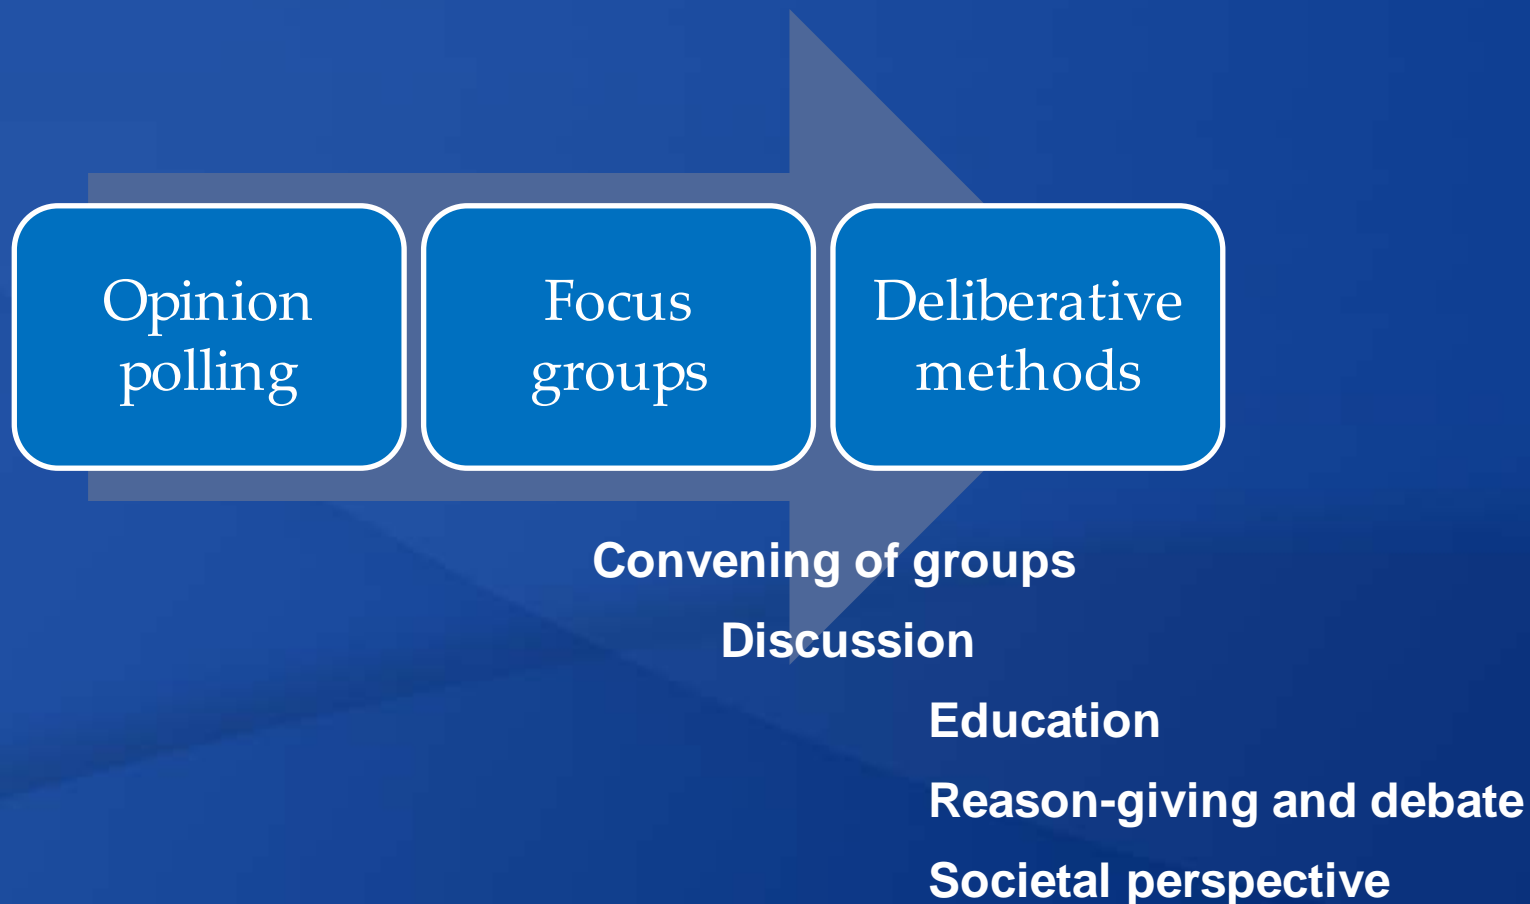 Opinion
polling
Focus
groups
Deliberative
methods
Convening of groups
Discussion
Education
Reason-giving and debate
Societal perspective